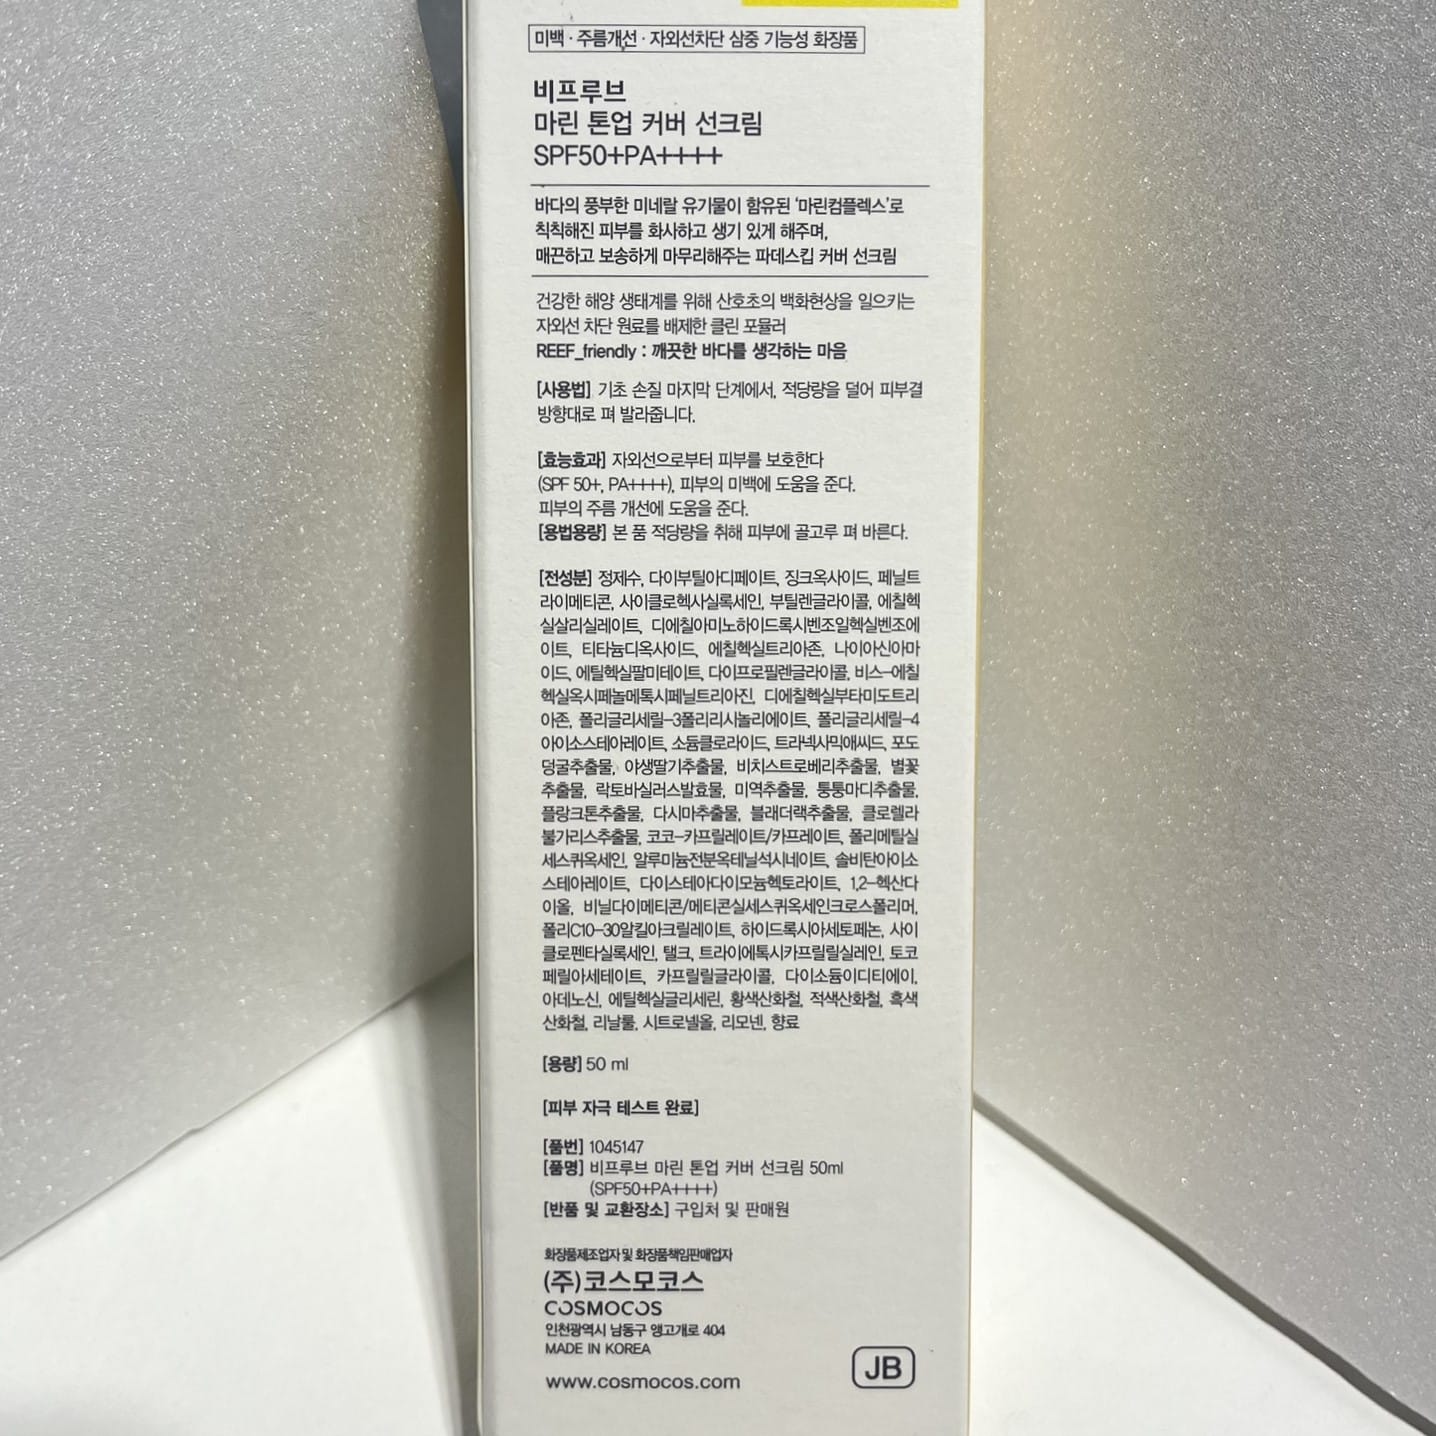 미백 · 주름개선 · 자외선차단 삼중 기능성 화장품
비프루브
마린 톤업 커버 선크림
SPF50+PA++++
바다의 풍부한 미네랄 유기물이 함유된 '마린컴플렉스'로
칙칙해진 피부를 화사하고 생기 있게 해주며,
매끈하고 보송하게 마무리해주는 파데스킵 커버 선크림
건강한 해양 생태계를 위해 산호초의 백화현상을 일으키는
자외선 차단 원료를 배제한 클린 포뮬러
REEF_friendly : 깨끗한 바다를 생각하는 마음
[사용법] 기초 손질 마지막 단계에서, 적당량을 덜어 피부결
방향대로 펴 발라줍니다.
[효능효과] 자외선으로부터 피부를 보호한다
(SPF 50+, PA++++), 피부의 미백에 도움을 준다.
피부의 주름 개선에 도움을 준다.
[용법용량] 본 품 적당량을 취해 피부에 골고루 펴 바른다.
[전성분] 정제수, 다이부틸아디페이트, 징크옥사이드, 페닐트
라이메티콘, 사이클로헥사실록세인, 부틸렌글라이콜, 에칠헥
실살리실레이트, 디에칠아미노하이드록시벤조일헥실벤조에
이트, 티타늄디옥사이드, 에칠헥실트리아존, 나이아신아마
이드, 에틸헥실팔미테이트, 다이프로필렌글라이콜, 비스-에칠
헥실옥시페놀메톡시페닐트리아진, 디에칠헥실부타미도트리
아존, 폴리글리세릴-3폴리리시놀리에이트, 폴리글리세릴-4
아이소스테아레이트, 소듐클로라이드, 트라넥사믹애씨드, 포도
덩굴추출물, 야생딸기추출물, 비치스트로베리추출물, 벌꽃
추출물, 락토바실러스발효물, 미역추출물, 퉁퉁마디추출물,
플랑크톤추출물, 다시마추출물, 블래더랙추출물, 클로렐라
불가리스추출물, 코코-카프릴레이트/카프레이트, 폴리메틸실
세스퀴옥세인, 알루미늄전분옥테닐석시네이트, 솔비탄아이소
스테아레이트, 다이스테아다이모늄헥토라이트, 1,2-헥산다
이올, 비닐다이메티콘/메티콘실세스퀴옥세인크로스폴리머,
폴리C10-30알킬아크릴레이트, 하이드록시아세토페논, 사이
클로펜타실록세인, 탤크, 트라이에톡시카프릴릴실레인, 토코
페릴아세테이트, 카프릴릴글라이콜, 다이소듐이디티에이,
아데노신, 에틸헥실글리세린, 황색산화철, 적색산화철, 흑색
산화철, 리날룰, 시트로넬올, 리모넨, 향료
[용량] 50 ml
[피부 자극 테스트 완료]
[품번] 1045147
[품명] 비프루브 마린 톤업 커버 선크림 50ml
(SPF50+PA++++)
[반품 및 교환장소] 구입처 및 판매원
화장품제조업자 및 화장품책임판매업자
(주)코스모코스
COSMOCOS
인천광역시 남동구 앵고개로 404
MADE IN KOREA
JB
www.cosmocos.com